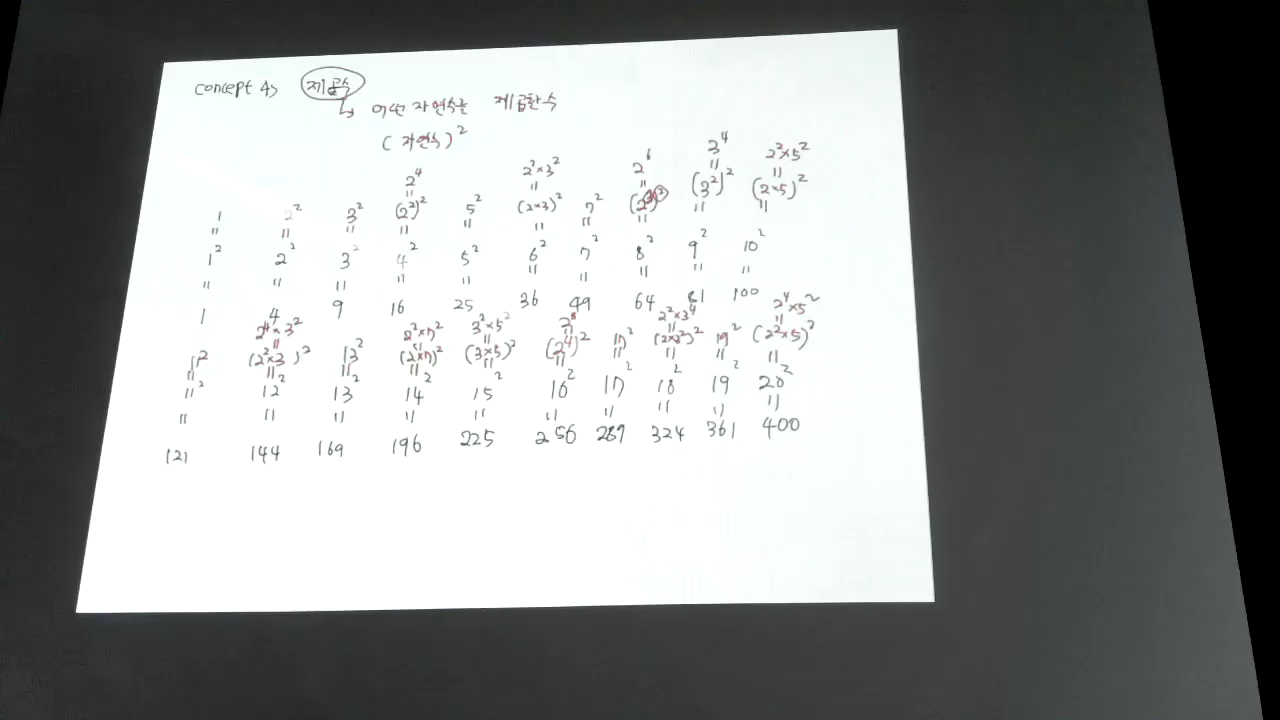 concept 4> 제곱수
↳ 어떤 자연수를 제곱한 수
(자연수)²
2⁴ 2²×3² 2⁶ 3⁴ 2²×5²
" " " " "
1 2² 3² (2²)² 5² (2×3)² 7² (2³)² (3²)² (2×5)²
" " " " " " " " " "
1² 2² 3² 4² 5² 6² 7² 8² 9² 10²
" " " " " " " " " "
1 4 9 16 25 36 49 64 81 100
2⁴×3² 2²×7² 3²×5² 2²×3⁴ 2⁴×5²
" " " " " "
11² (2²×3)² 13² (2×7)² (3×5)² (2⁴)² 17² (2×3²)² 19² (2²×5)²
" " " " " " " " " "
11² 12² 13² 14² 15² 16² 17² 18² 19² 20²
" " " " " " " " " "
121 144 169 196 225 256 289 324 361 400